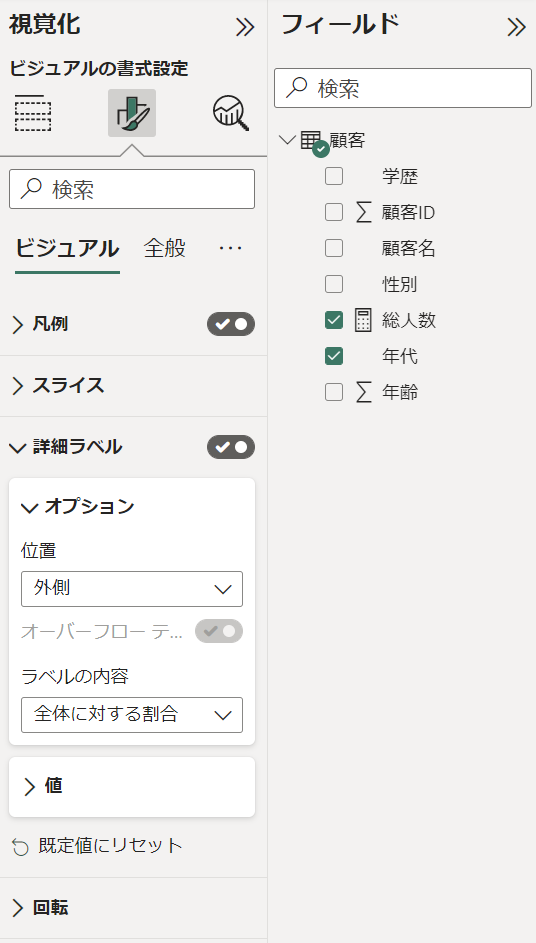 視覚化
ビジュアルの書式設定
検索
ビジュアル 全般 ···
凡例
スライス
詳細ラベル
オプション
位置
外側
オーバーフロー テ...
ラベルの内容
全体に対する割合
値
既定値にリセット
回転
フィールド
検索
顧客
学歴
顧客ID
顧客名
性別
総人数
年代
年齢